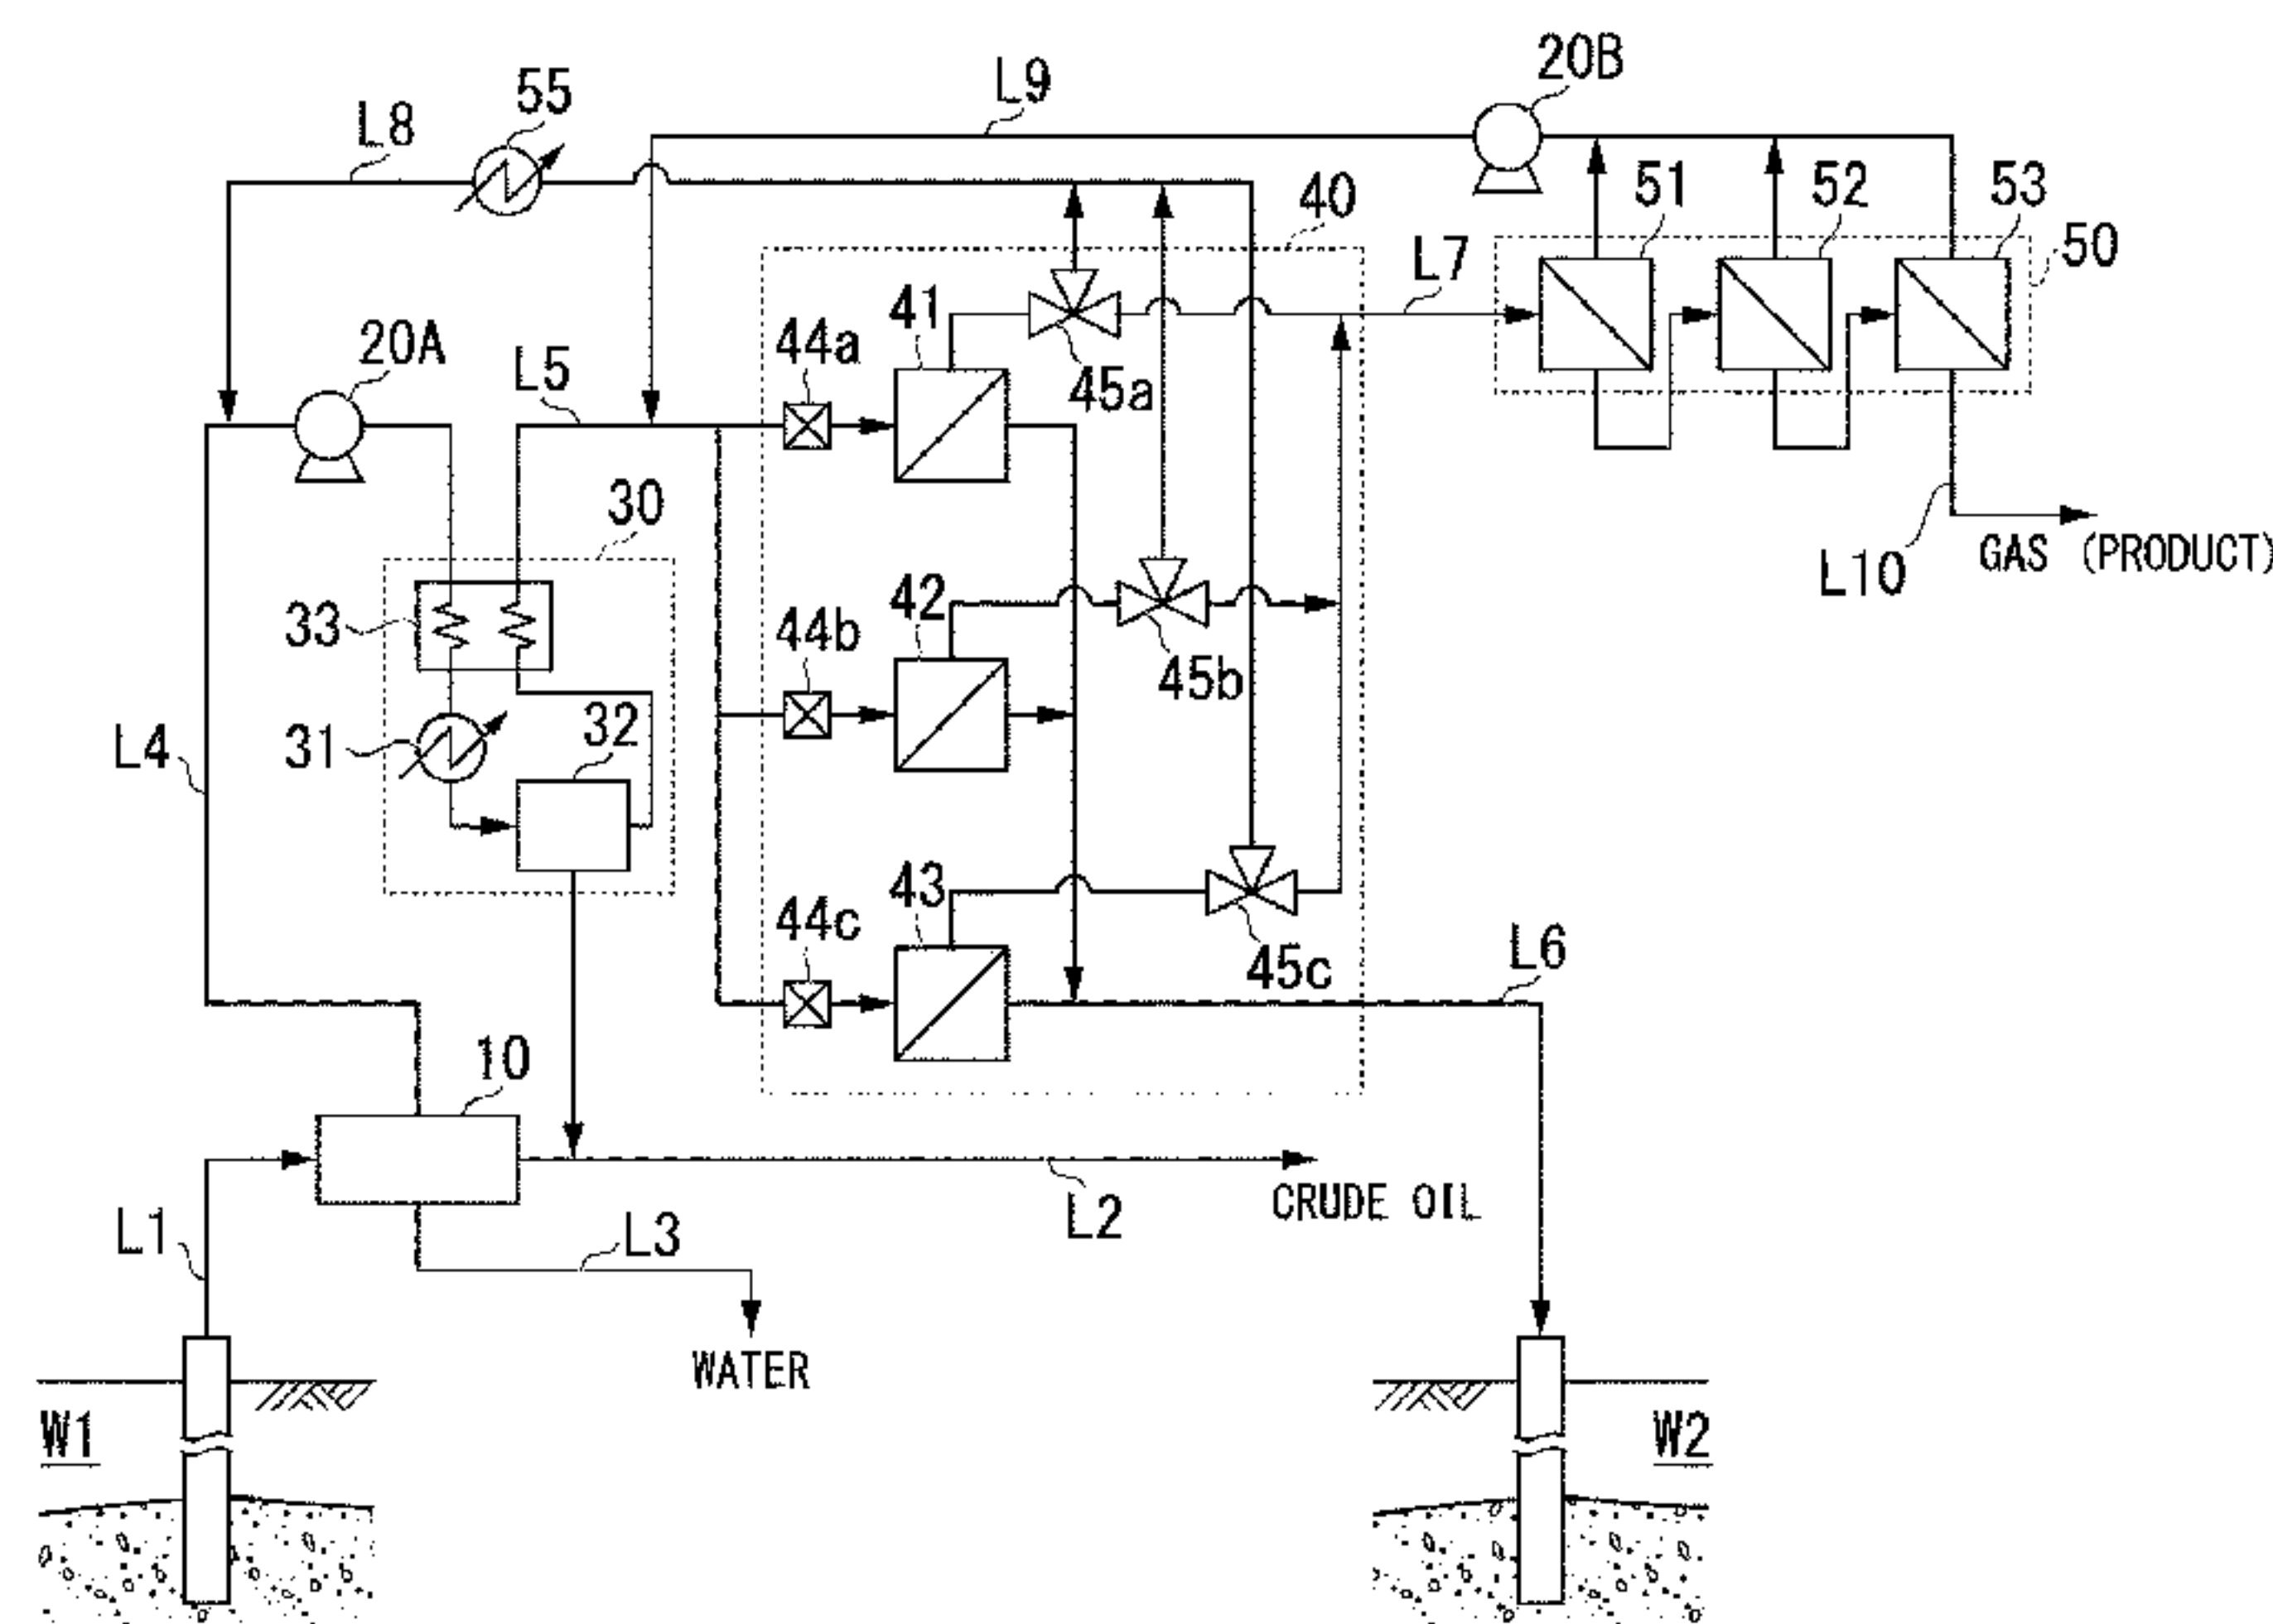 20B
55
L9
L8
51
52
53
40
50
L7
41
44a
20A
L5
45a
30
GAS (PRODUCT)
L10
33
42
44b
45b
32
31
L4
43
44c
45c
L6
10
CRUDE OIL
L2
L1
L3
WATER
W1
W2